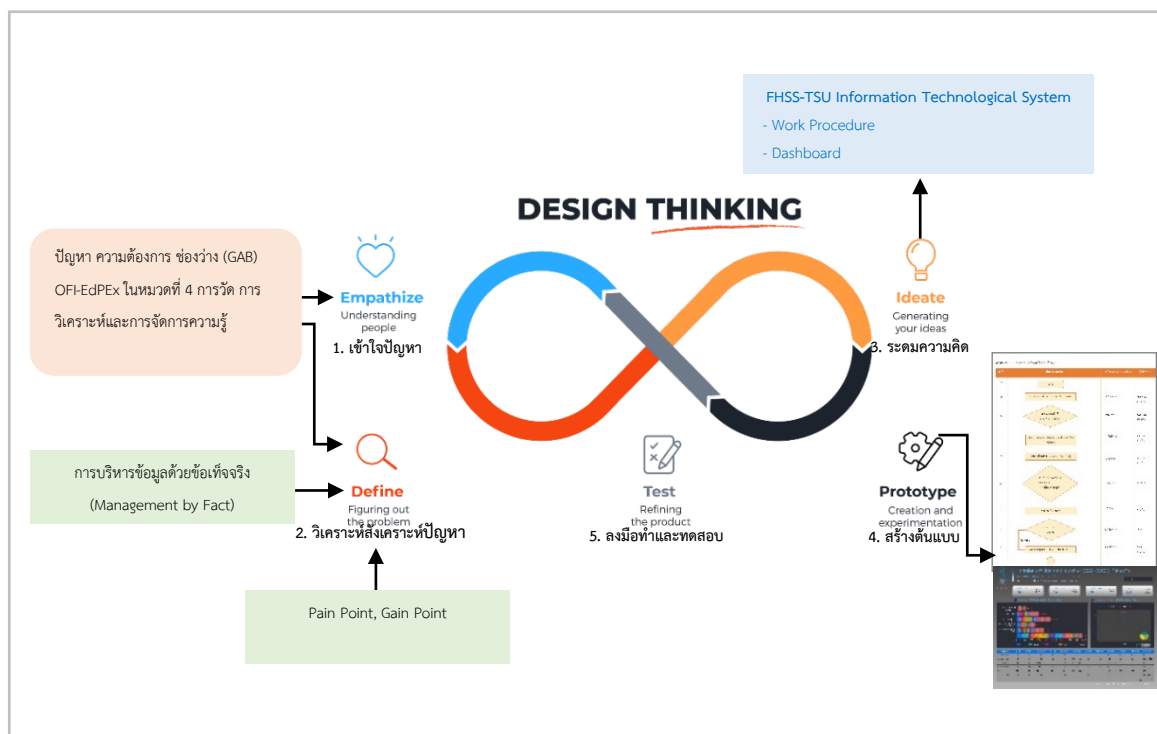 FHSS-TSU Information Technological System
- Work Procedure
- Dashboard
DESIGN THINKING
ปัญหา ความต้องการ ช่องว่าง (GAB)
OFI-EdPEx ในหมวดที่ 4 การวัด การ
วิเคราะห์และการจัดการความรู้
Empathize
Understanding
people
1. เข้าใจปัญหา
Ideate
Generating
your ideas
3. ระดมความคิด
การบริหารข้อมูลด้วยข้อเท็จจริง
(Management by Fact)
Define
Figuring out
the problem
2. วิเคราะห์สังเคราะห์ปัญหา
Test
Refining
the product
5. ลงมือทำและทดสอบ
Prototype
Creation and
experimentation
4. สร้างต้นแบบ
Pain Point, Gain Point